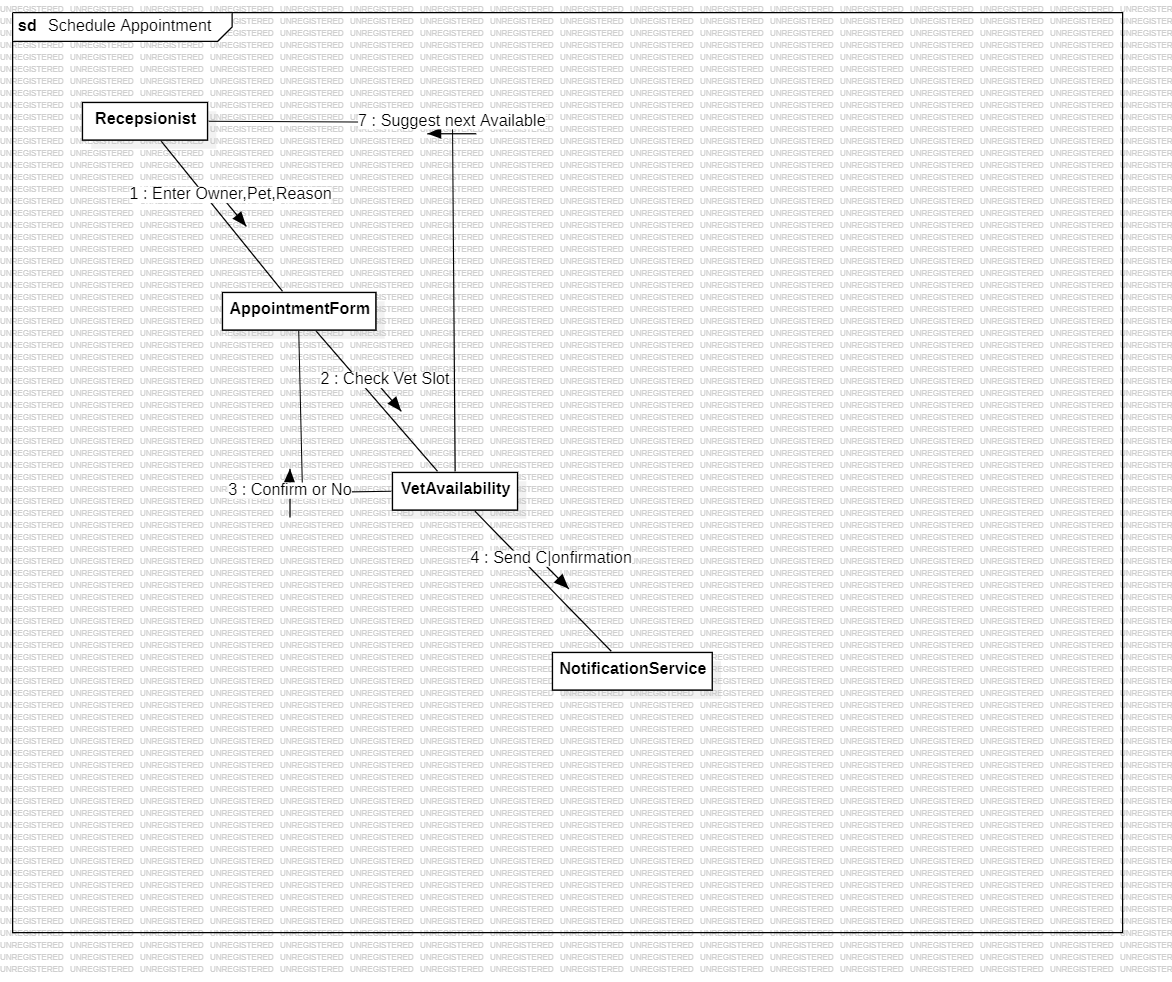 sd Schedule Appointment
Recepsionist
7 : Suggest next Available
1 : Enter Owner,Pet,Reason
AppointmentForm
2 : Check Vet Slot
3 : Confirm or No
VetAvailability
4 : Send C|onfirmation
NotificationService
UNREGISTERED